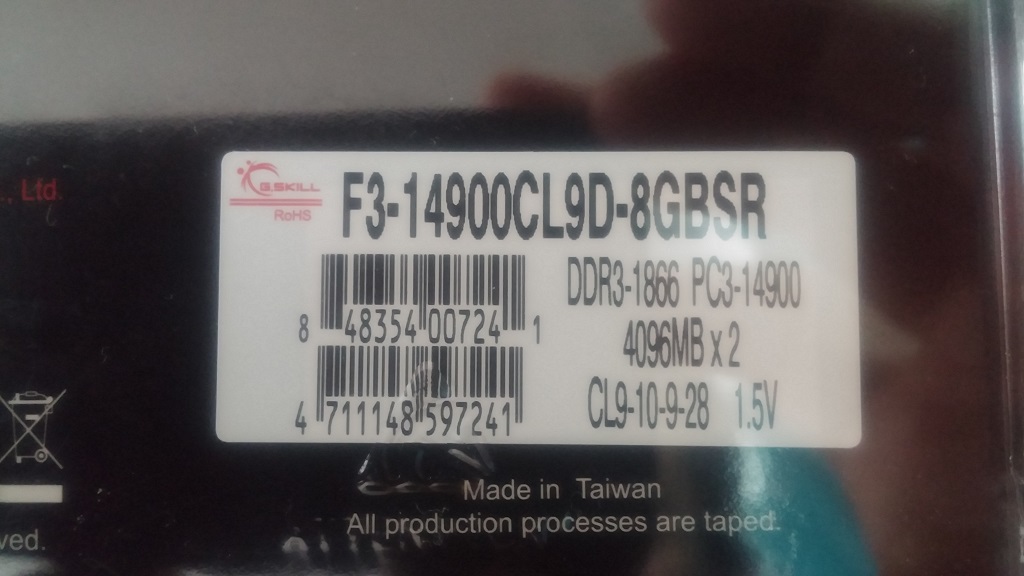 ., Ltd.
G.SKILL
RoHS
F3-14900CL9D-8GBSR
DDR3-1866 PC3-14900
8 48354 00724 1
4096MB x 2
4 711148 597241
CL9-10-9-28 1.5V
Made in Taiwan
All production processes are taped.
ved.